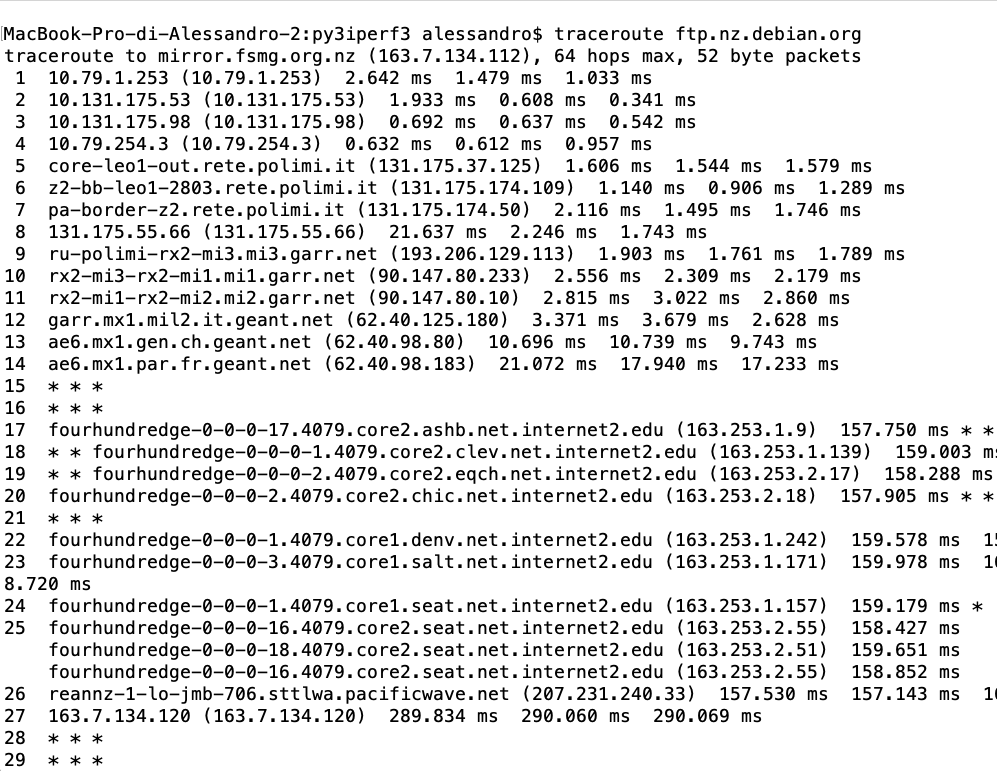 MacBook-Pro-di-Alessandro-2:py3iperf3 alessandro$ traceroute ftp.nz.debian.org
traceroute to mirror.fsmg.org.nz (163.7.134.112), 64 hops max, 52 byte packets
 1  10.79.1.253 (10.79.1.253)  2.642 ms  1.479 ms  1.033 ms
 2  10.131.175.53 (10.131.175.53)  1.933 ms  0.608 ms  0.341 ms
 3  10.131.175.98 (10.131.175.98)  0.692 ms  0.637 ms  0.542 ms
 4  10.79.254.3 (10.79.254.3)  0.632 ms  0.612 ms  0.957 ms
 5  core-leo1-out.rete.polimi.it (131.175.37.125)  1.606 ms  1.544 ms  1.579 ms
 6  z2-bb-leo1-2803.rete.polimi.it (131.175.174.109)  1.140 ms  0.906 ms  1.289 ms
 7  pa-border-z2.rete.polimi.it (131.175.174.50)  2.116 ms  1.495 ms  1.746 ms
 8  131.175.55.66 (131.175.55.66)  21.637 ms  2.246 ms  1.743 ms
 9  ru-polimi-rx2-mi3.mi3.garr.net (193.206.129.113)  1.903 ms  1.761 ms  1.789 ms
10  rx2-mi3-rx2-mi1.mi1.garr.net (90.147.80.233)  2.556 ms  2.309 ms  2.179 ms
11  rx2-mi1-rx2-mi2.mi2.garr.net (90.147.80.10)  2.815 ms  3.022 ms  2.860 ms
12  garr.mx1.mil2.it.geant.net (62.40.125.180)  3.371 ms  3.679 ms  2.628 ms
13  ae6.mx1.gen.ch.geant.net (62.40.98.80)  10.696 ms  10.739 ms  9.743 ms
14  ae6.mx1.par.fr.geant.net (62.40.98.183)  21.072 ms  17.940 ms  17.233 ms
15  * * *
16  * * *
17  fourhundredge-0-0-0-17.4079.core2.ashb.net.internet2.edu (163.253.1.9)  157.750 ms * *
18  * * fourhundredge-0-0-0-1.4079.core2.clev.net.internet2.edu (163.253.1.139)  159.003 ms
19  * * fourhundredge-0-0-0-2.4079.core2.eqch.net.internet2.edu (163.253.2.17)  158.288 ms
20  fourhundredge-0-0-0-2.4079.core2.chic.net.internet2.edu (163.253.2.18)  157.905 ms * *
21  * * *
22  fourhundredge-0-0-0-1.4079.core1.denv.net.internet2.edu (163.253.1.242)  159.578 ms
23  fourhundredge-0-0-0-3.4079.core1.salt.net.internet2.edu (163.253.1.171)  159.978 ms
8.720 ms
24  fourhundredge-0-0-0-1.4079.core1.seat.net.internet2.edu (163.253.1.157)  159.179 ms *
25  fourhundredge-0-0-0-16.4079.core2.seat.net.internet2.edu (163.253.2.55)  158.427 ms
    fourhundredge-0-0-0-18.4079.core2.seat.net.internet2.edu (163.253.2.51)  159.651 ms
    fourhundredge-0-0-0-16.4079.core2.seat.net.internet2.edu (163.253.2.55)  158.852 ms
26  reannz-1-lo-jmb-706.sttlwa.pacificwave.net (207.231.240.33)  157.530 ms  157.143 ms
27  163.7.134.120 (163.7.134.120)  289.834 ms  290.060 ms  290.069 ms
28  * * *
29  * * *